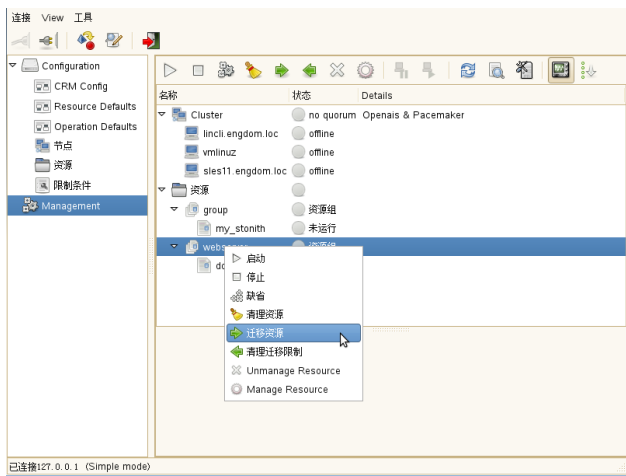 连接 View 工具
Configuration
CRM Config
Resource Defaults
Operation Defaults
节点
资源
限制条件
Management
名称 状态 Details
Cluster no quorum Openais & Pacemaker
lincli.engdom.loc offline
vmlinuz offline
sles11.engdom.loc offline
资源
group 资源组
my_stonith 未运行
webserver 资源组
启动
停止
缺省
清理资源
迁移资源
清理迁移限制
Unmanage Resource
Manage Resource
已连接127.0.0.1 (Simple mode)